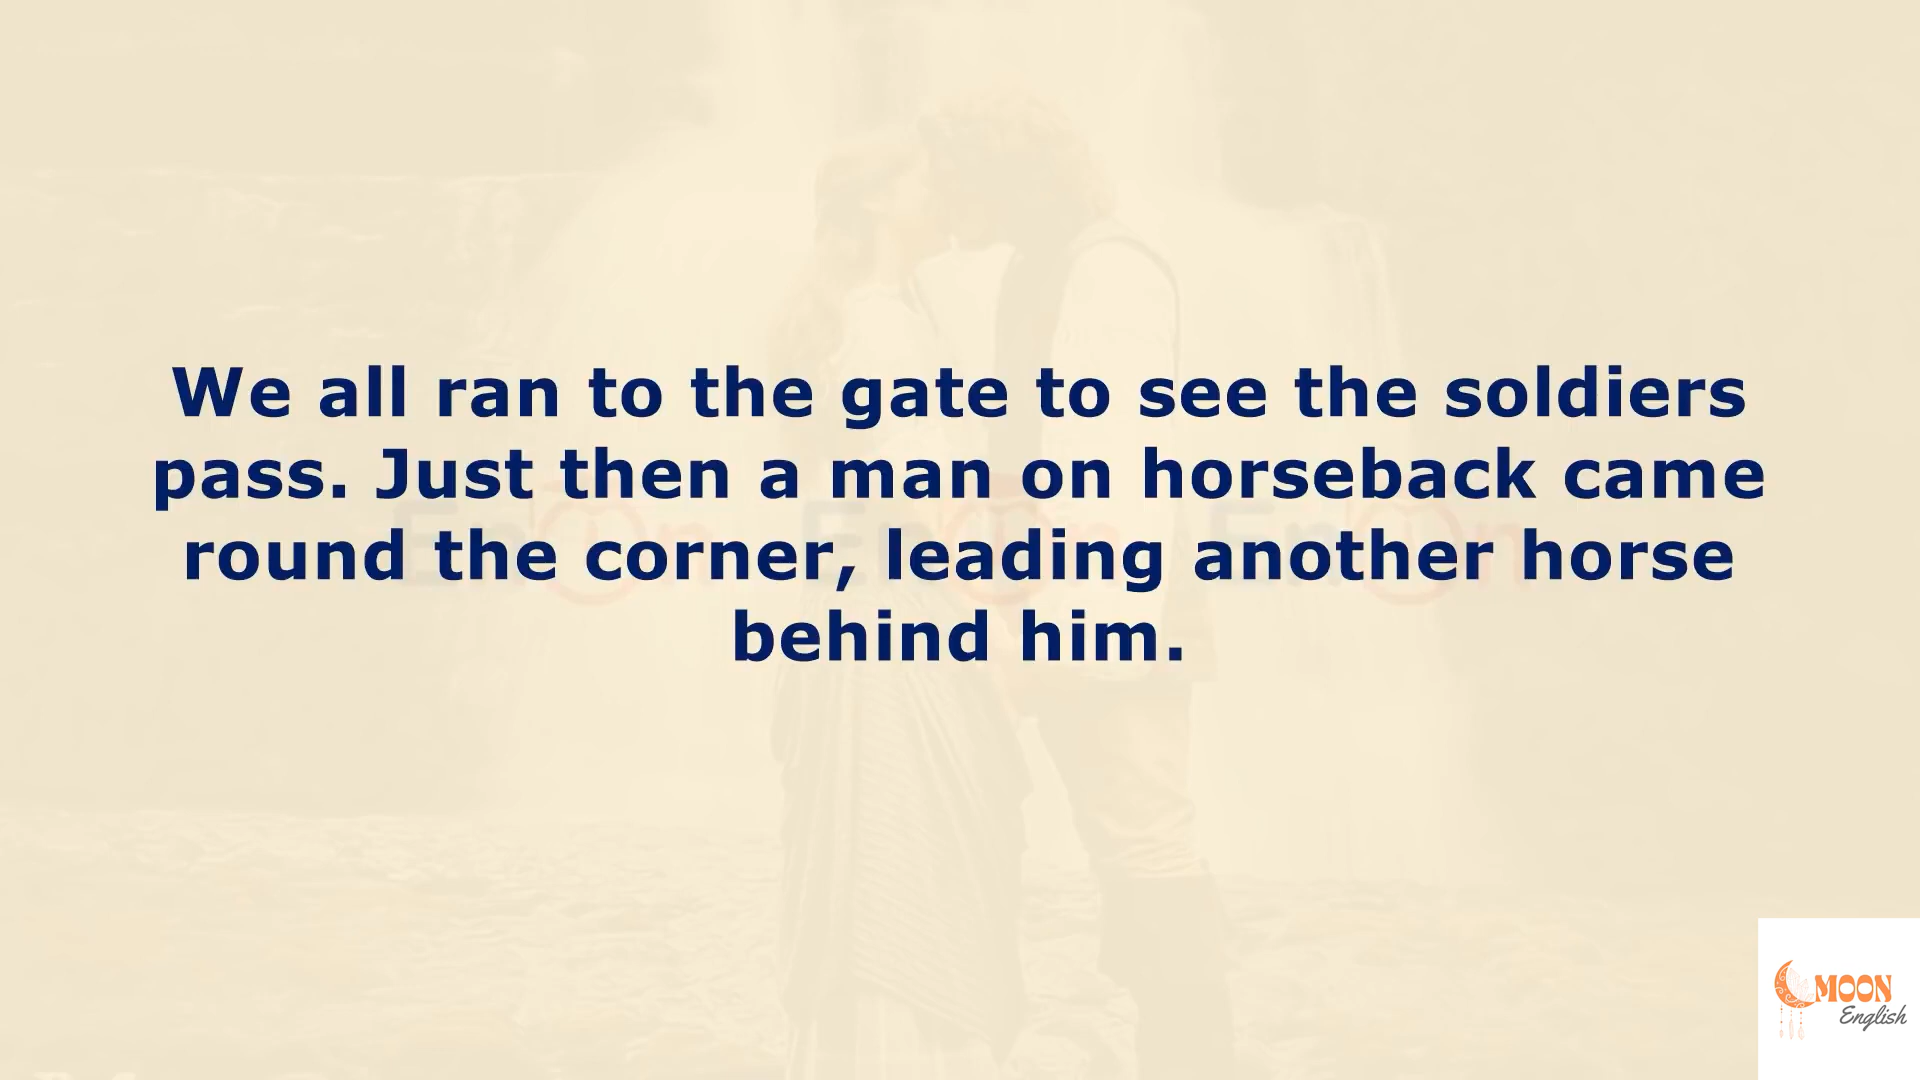 We all ran to the gate to see the soldiers
pass. Just then a man on horseback came
round the corner, leading another horse
behind him.
MOON
English